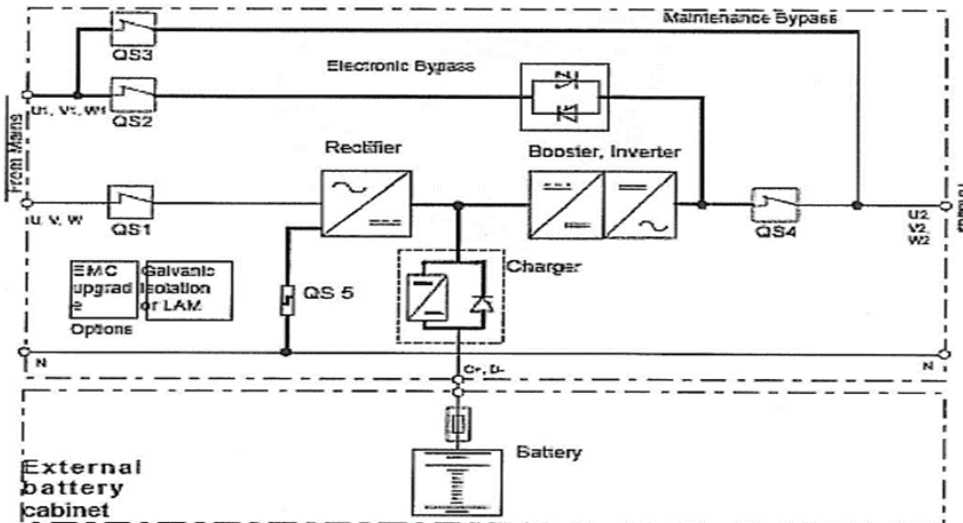 Maintenance Bypass
QS3
Electronic Bypass
U1, V1, W1
QS2
From Mains
Rectifier
Booster, Inverter
U, V, W
QS1
QS4
U2,
V2,
W2
EMC
upgrad
e
Galvanic
Isolation
or LAM
Options
QS 5
Charger
N
N
Battery
External
battery
cabinet